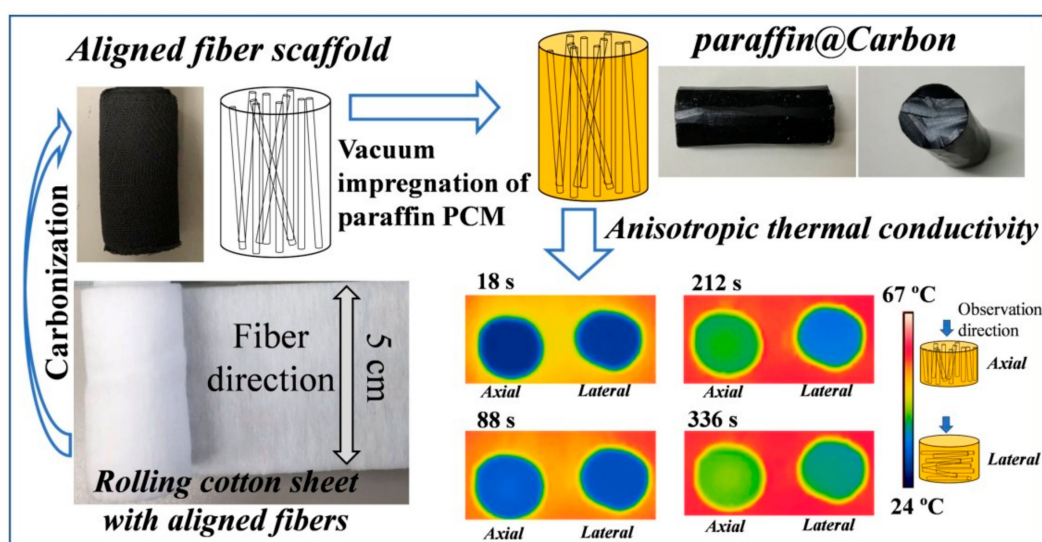 Aligned fiber scaffold
paraffin@Carbon
Vacuum
impregnation of
paraffin PCM
Carbonization
Fiber
direction
5 cm
Rolling cotton sheet
with aligned fibers
Anisotropic thermal conductivity
18 s
212 s
Axial
Lateral
Axial
Lateral
88 s
336 s
Axial
Lateral
Axial
Lateral
67 ºC
24 ºC
Observation
direction
Axial
Lateral